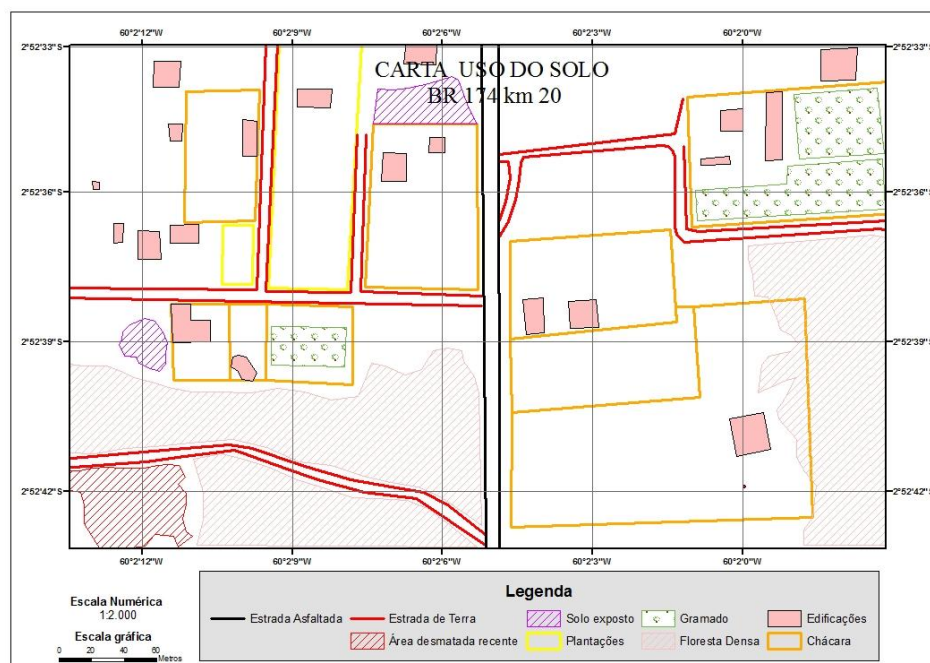 60°2'12"W 60°2'9"W 60°2'6"W 60°2'3"W 60°2'0"W
2°52'33"S 2°52'33"S
CARTA USO DO SOLO
BR 174 km 20
2°52'36"S 2°52'36"S
2°52'39"S 2°52'39"S
2°52'42"S 2°52'42"S
60°2'12"W 60°2'9"W 60°2'6"W 60°2'3"W 60°2'0"W
Legenda
Escala Numérica
1:2.000
Escala gráfica
0 20 40 60
Metros
Estrada Asfaltada Estrada de Terra Solo exposto Gramado Edificações
Área desmatada recente Plantações Floresta Densa Chácara